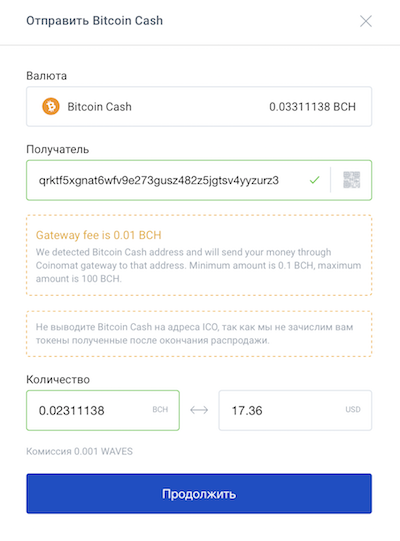 Отправить Bitcoin Cash
Валюта
Bitcoin Cash 0.03311138 BCH
Получатель
qrktf5xgnat6wfv9e273gusz482z5jgtsv4yyzurz3
Gateway fee is 0.01 BCH
We detected Bitcoin Cash address and will send your money through
Coinomat gateway to that address. Minimum amount is 0.1 BCH, maximum
amount is 100 BCH.
Не выводите Bitcoin Cash на адреса ICO, так как мы не зачислим вам
токены полученные после окончания распродажи.
Количество
0.02311138 BCH 17.36 USD
Комиссия 0.001 WAVES
Продолжить